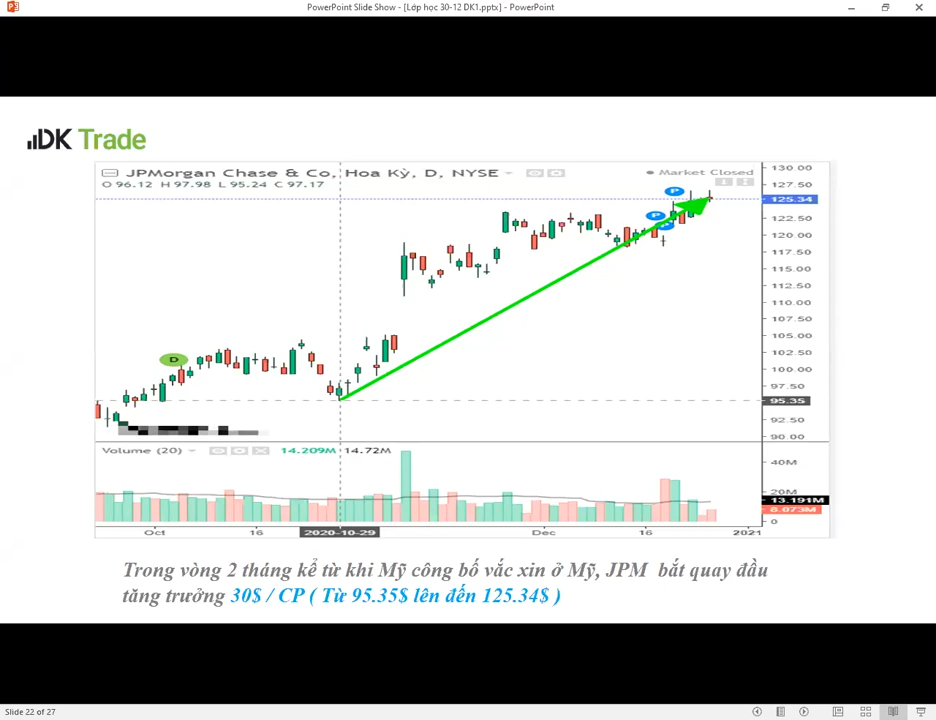 PowerPoint Slide Show - [Lớp học 30-12 DK1.pptx] - PowerPoint
DK Trade
JPMorgan Chase & Co, Hoa Kỳ, D, NYSE
Market Closed
O 96.12 H 97.98 L 95.24 C 97.17
130.00
127.50
125.34
122.50
120.00
117.50
115.00
112.50
110.00
107.50
105.00
102.50
100.00
97.50
95.35
92.50
90.00
P
P
P
D
Volume (20) 14.209M 14.72M
40M
20M
13.191M
8.073M
0
Oct 16 2020-10-29 Dec 16 2021
Trong vòng 2 tháng kể từ khi Mỹ công bố vắc xin ở Mỹ, JPM bắt quay đầu
tăng trưởng 30$ / CP ( Từ 95.35$ lên đến 125.34$ )
Slide 22 of 27